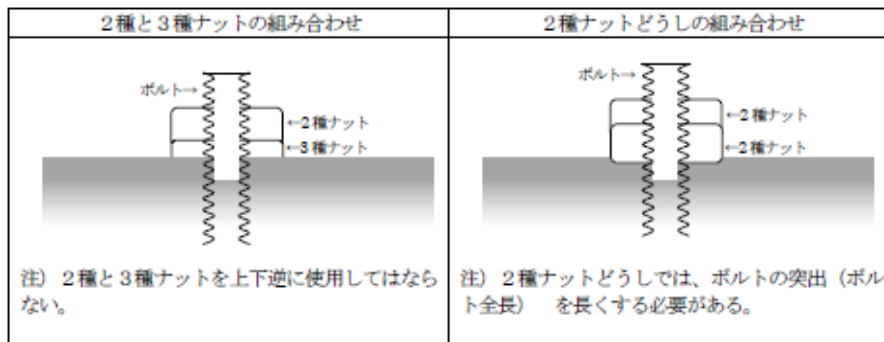 ２種と３種ナットの組み合わせ
ボルト→
←２種ナット
←３種ナット
注）２種と３種ナットを上下逆に使用してはなら
ない。
２種ナットどうしの組み合わせ
ボルト→
←２種ナット
←２種ナット
注）２種ナットどうしでは、ボルトの突出（ボル
ト全長）　を長くする必要がある。